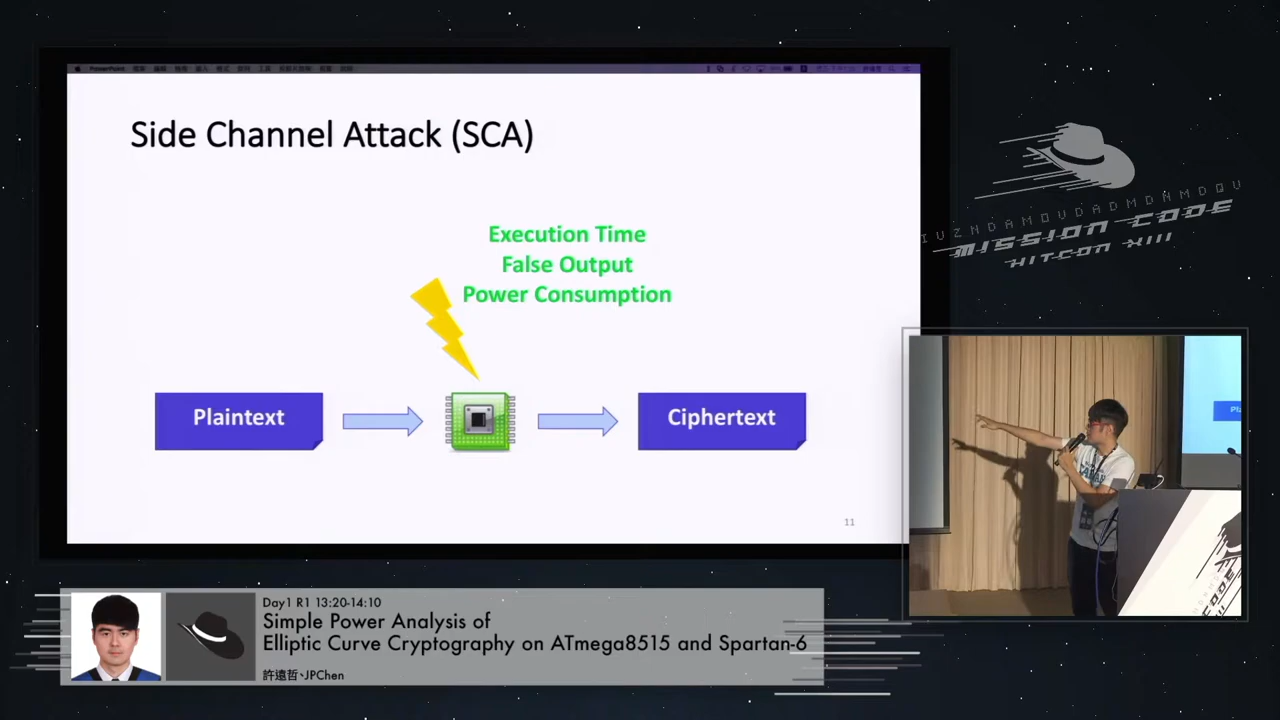 Side Channel Attack (SCA)
Execution Time
False Output
Power Consumption
Plaintext
Ciphertext
11
IVZNDAMOVDADMDNMDQV
MISSION CODE
HITCON XIII
Day1 R1 13:20-14:10
Simple Power Analysis of
Elliptic Curve Cryptography on ATmega8515 and Spartan-6
許遠哲、JPChen